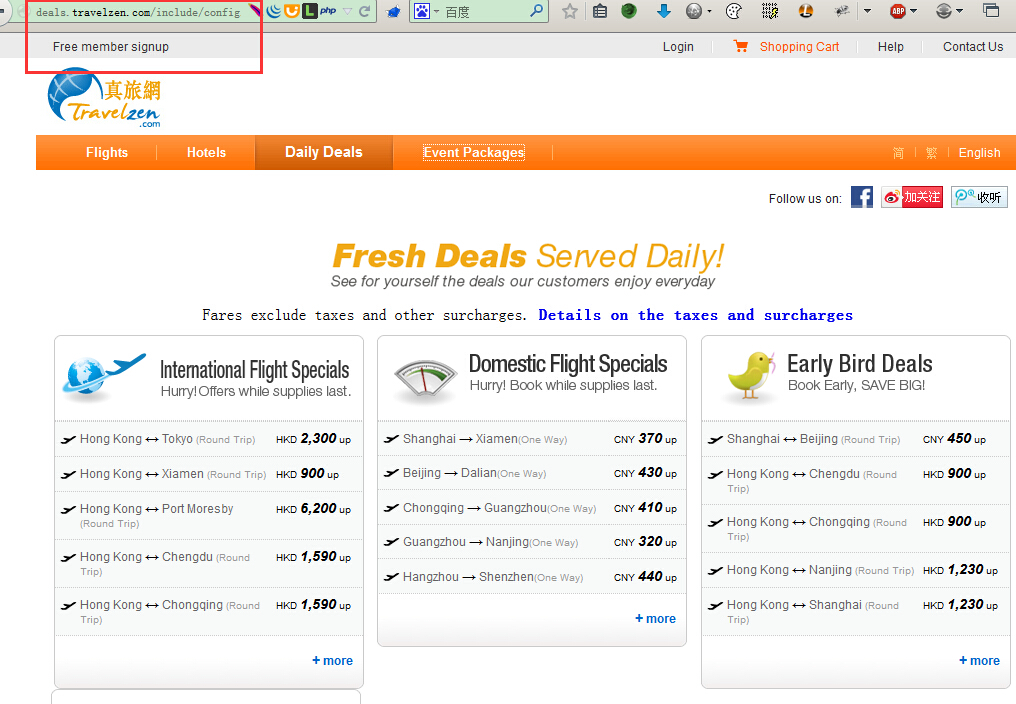 deals.travelzen.com/include/config
php
百度
ABP
Free member signup
Login
Shopping Cart
Help
Contact Us
真旅網
Travelzen
.com
Flights
Hotels
Daily Deals
Event Packages
简
繁
English
Follow us on:
加关注
收听
Fresh Deals Served Daily!
See for yourself the deals our customers enjoy everyday
Fares exclude taxes and other surcharges. Details on the taxes and surcharges
International Flight Specials
Hurry! Offers while supplies last.
Hong Kong ↔ Tokyo (Round Trip) HKD 2,300 up
Hong Kong ↔ Xiamen (Round Trip) HKD 900 up
Hong Kong ↔ Port Moresby HKD 6,200 up
(Round Trip)
Hong Kong ↔ Chengdu (Round HKD 1,590 up
Trip)
Hong Kong ↔ Chongqing (Round HKD 1,590 up
Trip)
+ more
Domestic Flight Specials
Hurry! Book while supplies last.
Shanghai → Xiamen(One Way) CNY 370 up
Beijing → Dalian(One Way) CNY 430 up
Chongqing → Guangzhou(One Way) CNY 410 up
Guangzhou → Nanjing(One Way) CNY 320 up
Hangzhou → Shenzhen(One Way) CNY 440 up
+ more
Early Bird Deals
Book Early, SAVE BIG!
Shanghai ↔ Beijing (Round Trip) CNY 450 up
Hong Kong ↔ Chengdu (Round HKD 900 up
Trip)
Hong Kong ↔ Chongqing (Round HKD 900 up
Trip)
Hong Kong ↔ Nanjing (Round Trip) HKD 1,230 up
Hong Kong ↔ Shanghai (Round HKD 1,230 up
Trip)
+ more